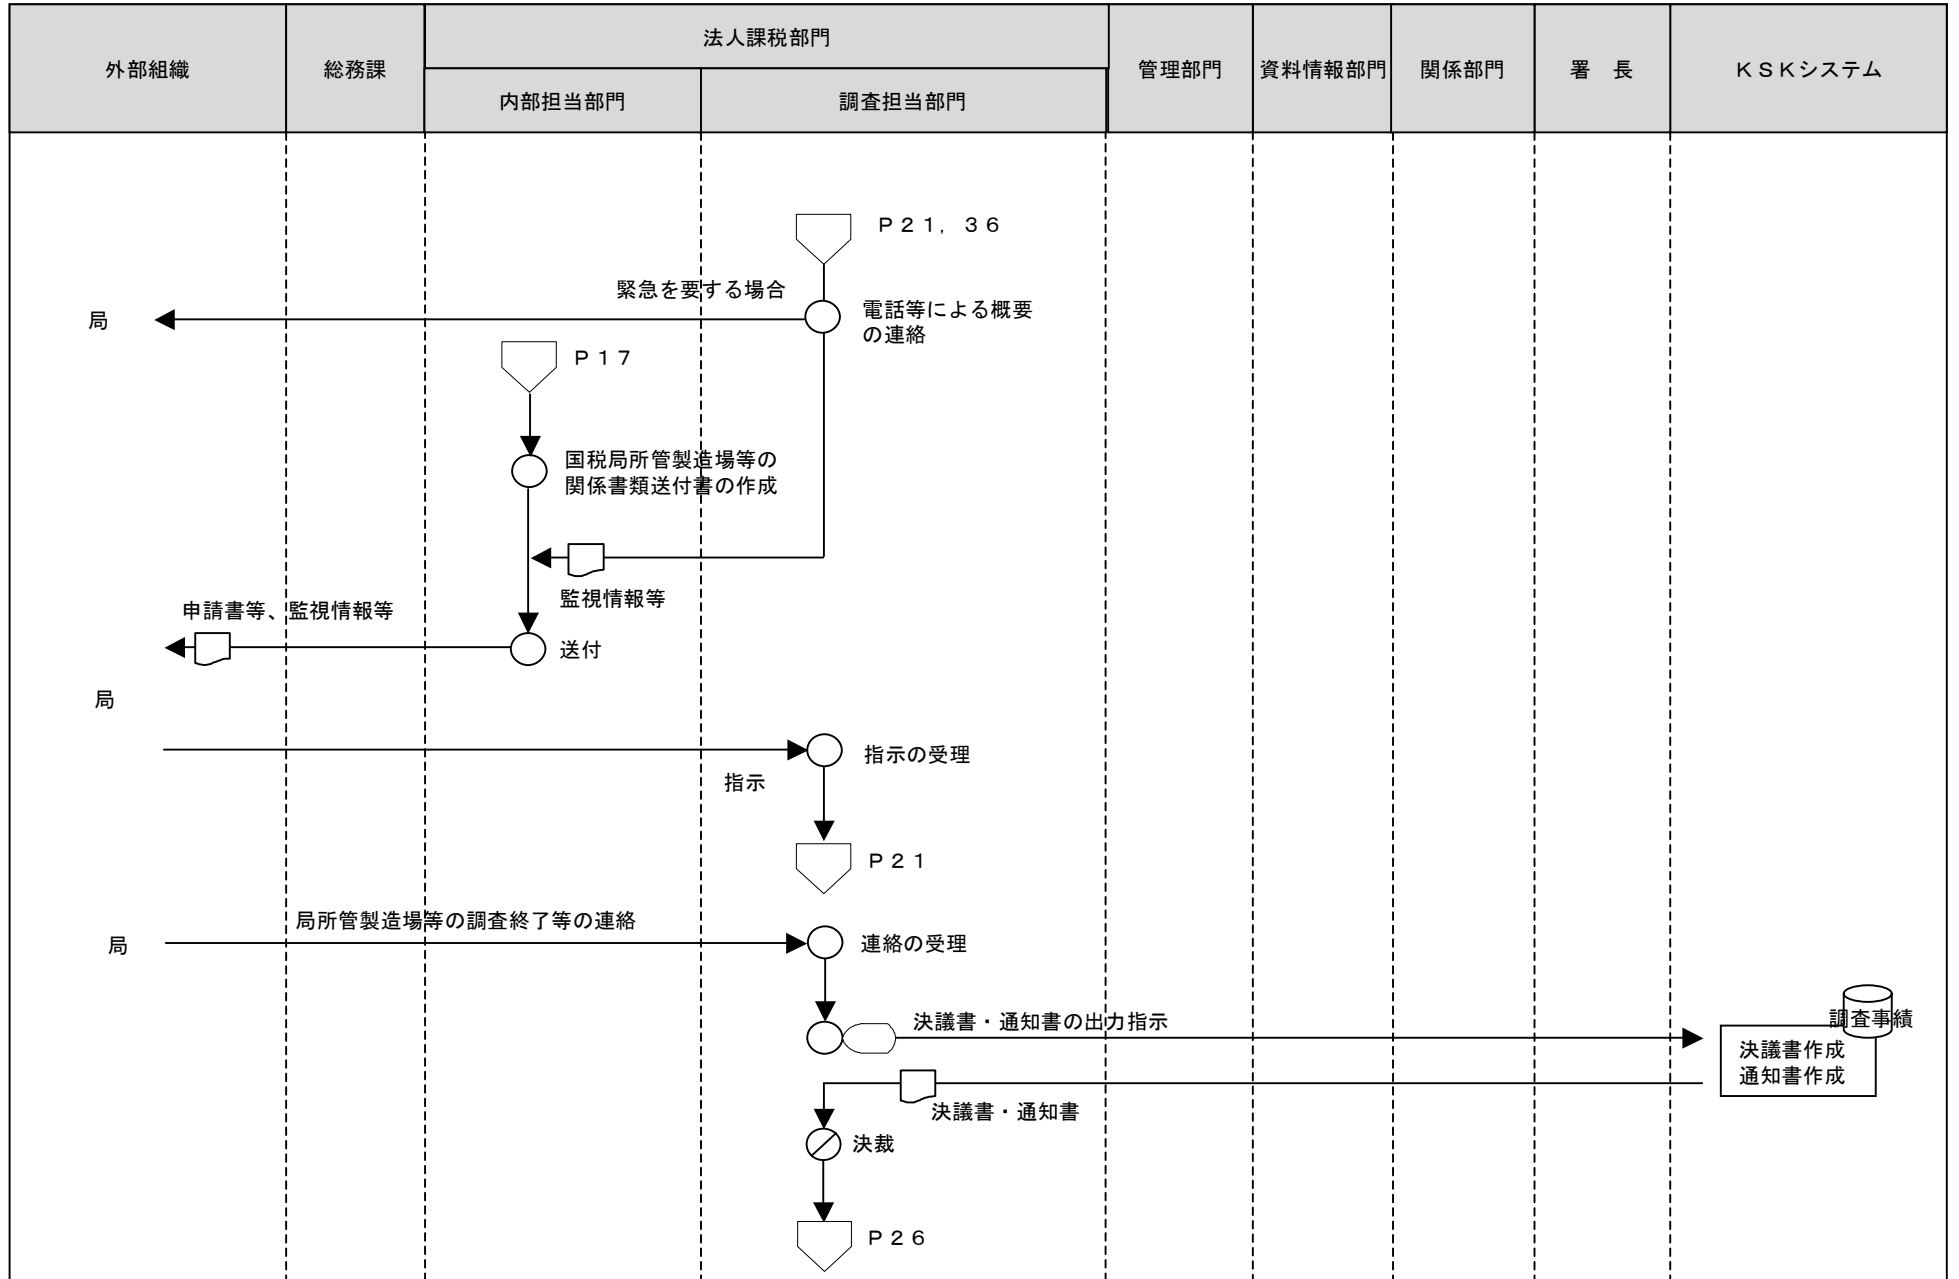 外部組織
総務課
法人課税部門
内部担当部門
調査担当部門
管理部門
資料情報部門
関係部門
署　長
ＫＳＫシステム
Ｐ２１，３６
緊急を要する場合
局
電話等による概要
の連絡
Ｐ１７
国税局所管製造場等の
関係書類送付書の作成
監視情報等
申請書等、監視情報等
送付
局
指示の受理
指示
Ｐ２１
局所管製造場等の調査終了等の連絡
局
連絡の受理
決議書・通知書の出力指示
調査事績
決議書作成
通知書作成
決議書・通知書
決裁
Ｐ２６